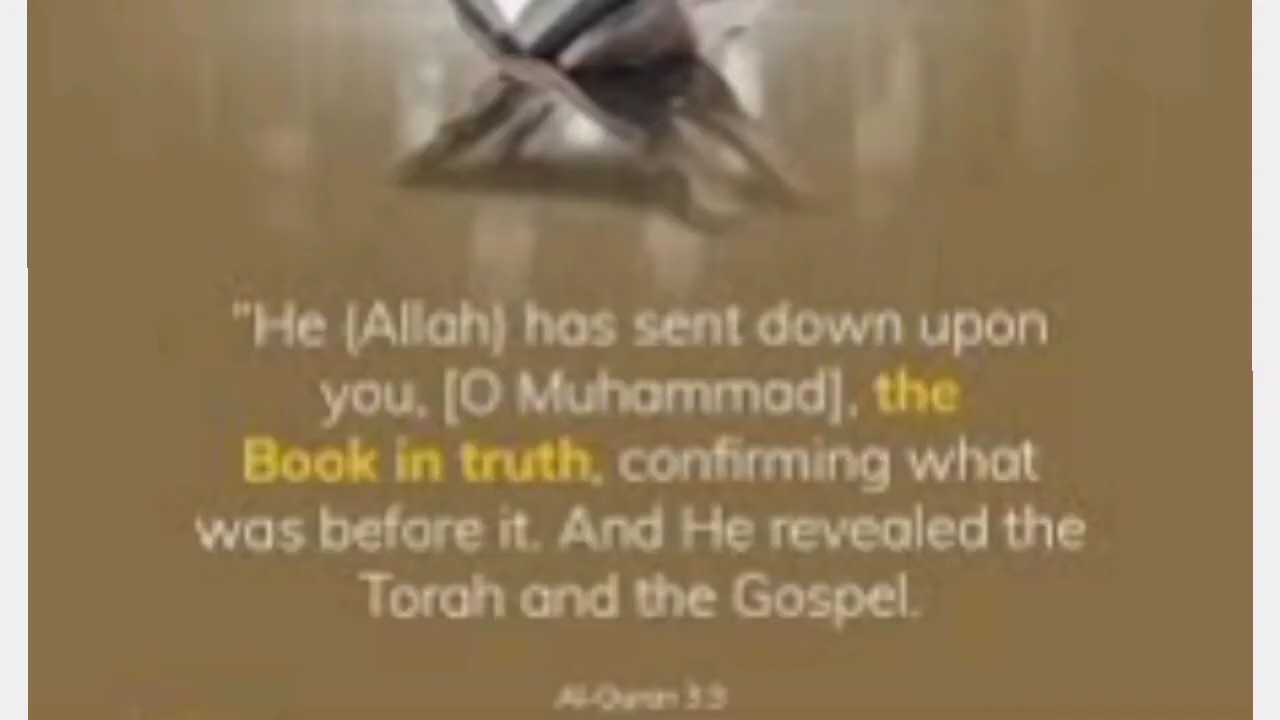 "He (Allah) has sent down upon
you, [O Muhammad], the
Book in truth, confirming what
was before it. And He revealed the
Torah and the Gospel.
Al-Quran 3:3